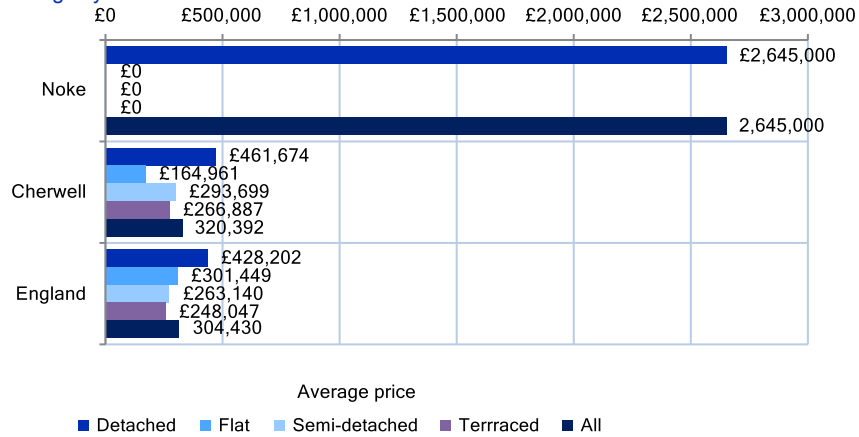 £0 £500,000 £1,000,000 £1,500,000 £2,000,000 £2,500,000 £3,000,000
£2,645,000
£0
Noke £0
£0
2,645,000
£461,674
£164,961
Cherwell £293,699
£266,887
320,392
£428,202
£301,449
England £263,140
£248,047
304,430
Average price
Detached Flat Semi-detached Terrraced All